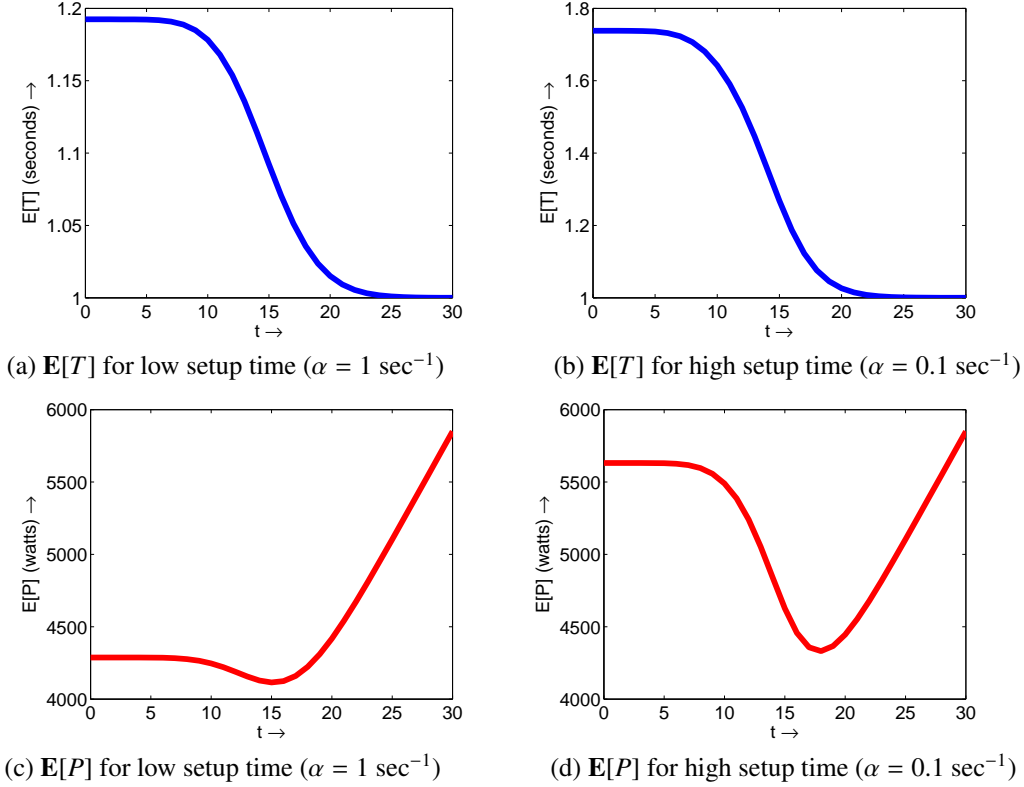 1.2
1.15
1.1
1.05
1
E[T] (seconds) →
0 5 10 15 20 25 30
t →
(a) E[T] for low setup time (α = 1 sec⁻¹)
1.8
1.6
1.4
1.2
1
E[T] (seconds) →
0 5 10 15 20 25 30
t →
(b) E[T] for high setup time (α = 0.1 sec⁻¹)
6000
5500
5000
4500
4000
E[P] (watts) →
0 5 10 15 20 25 30
t →
(c) E[P] for low setup time (α = 1 sec⁻¹)
6000
5500
5000
4500
4000
E[P] (watts) →
0 5 10 15 20 25 30
t →
(d) E[P] for high setup time (α = 0.1 sec⁻¹)